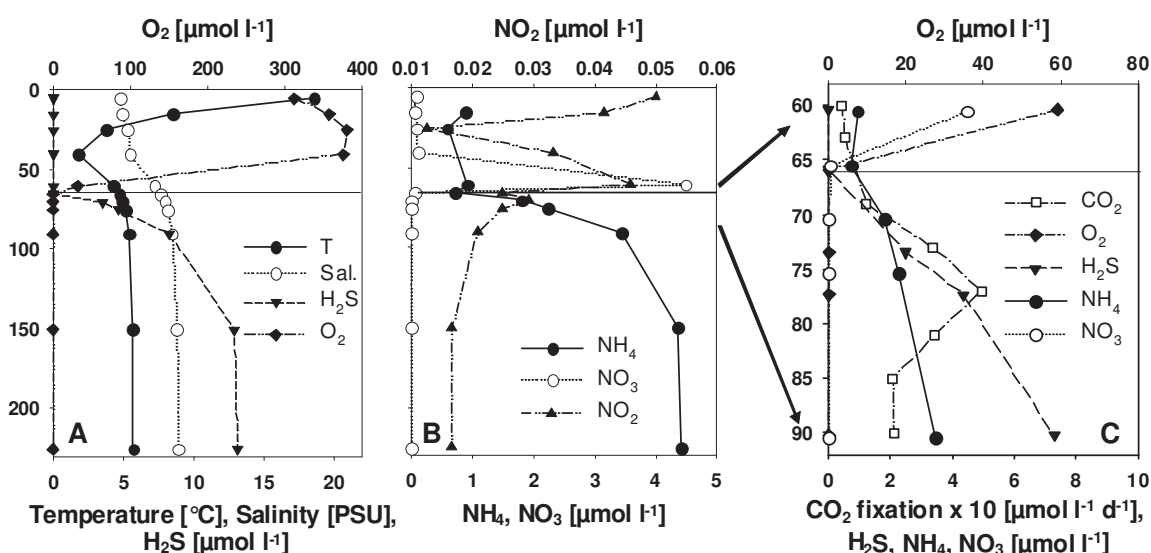 O2 [µmol l-1]
0 100 200 300 400
0
50
100
150
200
T
Sal.
H2S
O2
A
0 5 10 15 20
Temperature [°C], Salinity [PSU],
H2S [µmol l-1]
NO2 [µmol l-1]
0.01 0.02 0.03 0.04 0.05 0.06
NH4
NO3
NO2
B
0 1 2 3 4 5
NH4, NO3 [µmol l-1]
O2 [µmol l-1]
0 20 40 60 80
60
65
70
75
80
85
90
CO2
O2
H2S
NH4
NO3
C
0 2 4 6 8 10
CO2 fixation x 10 [µmol l-1 d-1],
H2S, NH4, NO3 [µmol l-1]